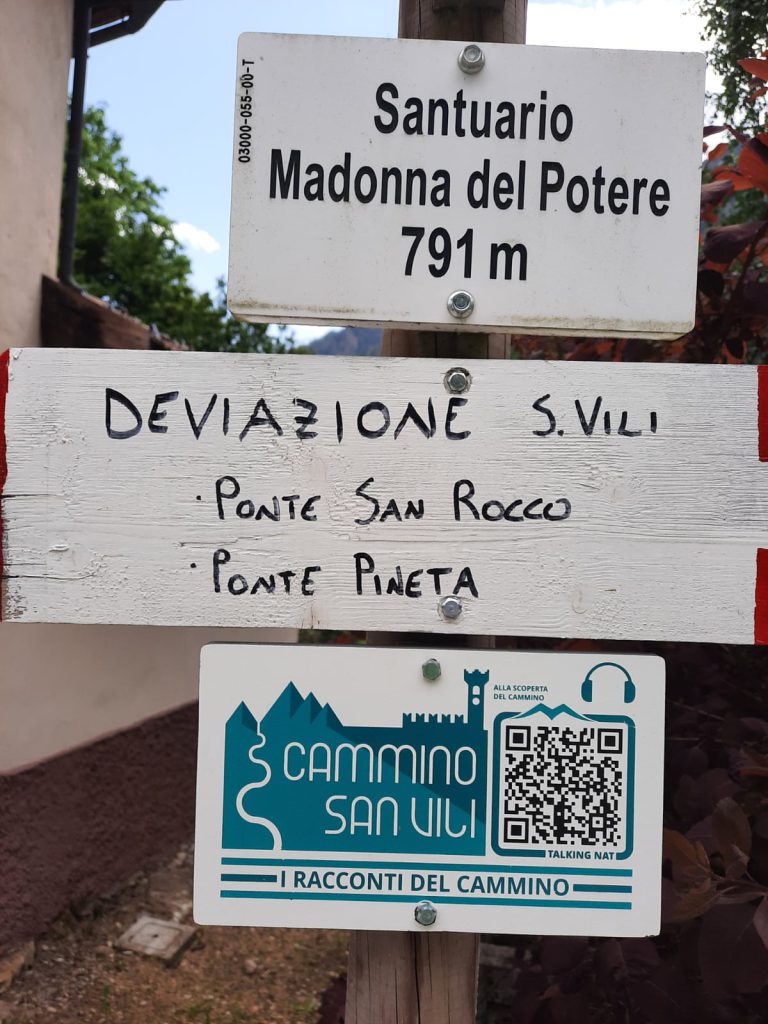 03000-055-00-T
Santuario
Madonna del Potere
791 m
DEVIAZIONE S. VILI
· PONTE SAN ROCCO
· PONTE PINETA
ALLA SCOPERTA
DEL CAMMINO
CAMMINO
SAN VILI
TALKING NAT
I RACCONTI DEL CAMMINO